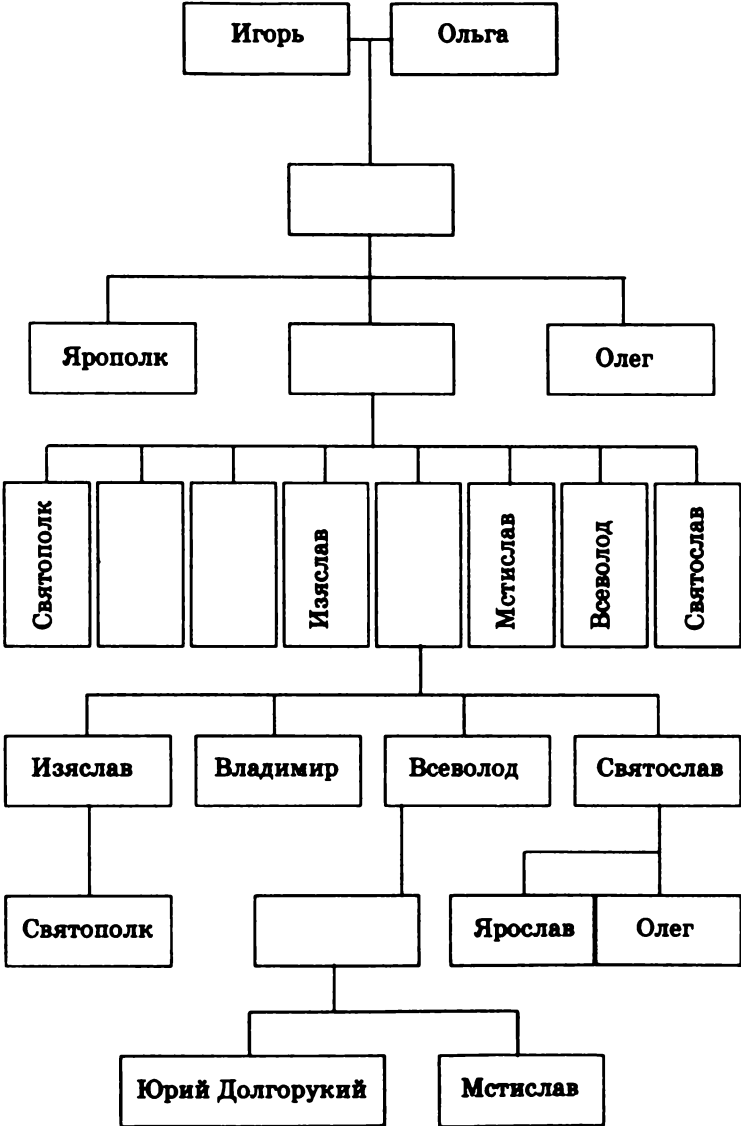 Игорь
Ольга
Ярополк
Олег
Святополк
Изяслав
Мстислав
Всеволод
Святослав
Изяслав
Владимир
Всеволод
Святослав
Святополк
Ярослав
Олег
Юрий Долгорукий
Мстислав